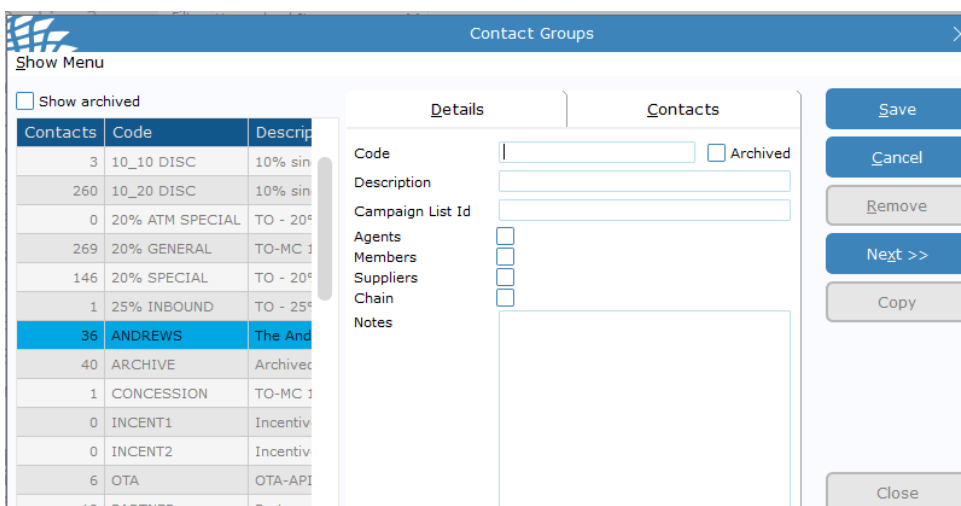 Contact Groups
Show Menu
Show archived
Contacts Code Descrip
3 10_10 DISC 10% sin
260 10_20 DISC 10% sin
0 20% ATM SPECIAL TO - 20%
269 20% GENERAL TO-MC 1
146 20% SPECIAL TO - 20%
1 25% INBOUND TO - 25%
36 ANDREWS The And
40 ARCHIVE Archived
1 CONCESSION TO-MC 1
0 INCENT1 Incentiv
0 INCENT2 Incentiv
6 OTA OTA-API
Details Contacts
Code Archived
Description
Campaign List Id
Agents
Members
Suppliers
Chain
Notes
Save
Cancel
Remove
Next >>
Copy
Close